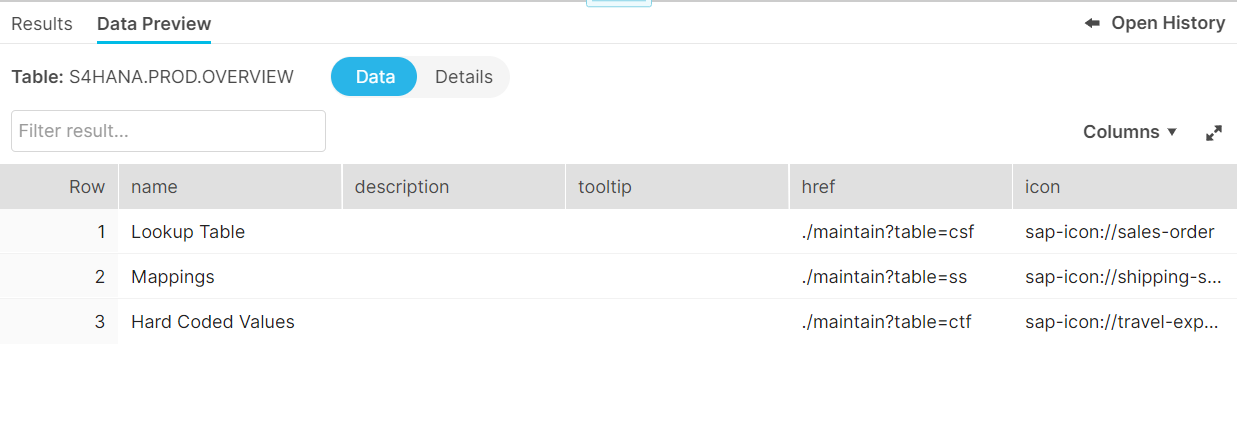 Results Data Preview Open History
Table: S4HANA.PROD.OVERVIEW Data Details
Filter result...
Columns
Row name description tooltip href icon
1 Lookup Table ./maintain?table=csf sap-icon://sales-order
2 Mappings ./maintain?table=ss sap-icon://shipping-s...
3 Hard Coded Values ./maintain?table=ctf sap-icon://travel-exp...